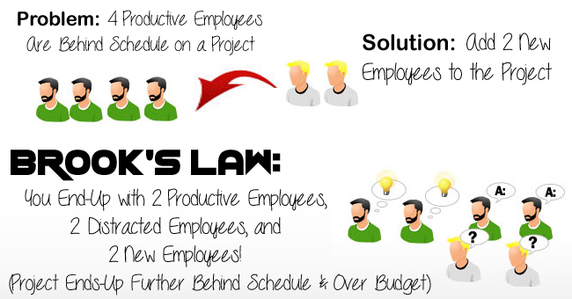 Problem: 4 Productive Employees
Are Behind Schedule on a Project
Solution: Add 2 New
Employees to the Project
BROOK'S LAW:
You End-Up with 2 Productive Employees,
2 Distracted Employees, and
2 New Employees!
(Project Ends-Up Further Behind Schedule & Over Budget)
A:
A:
?
?